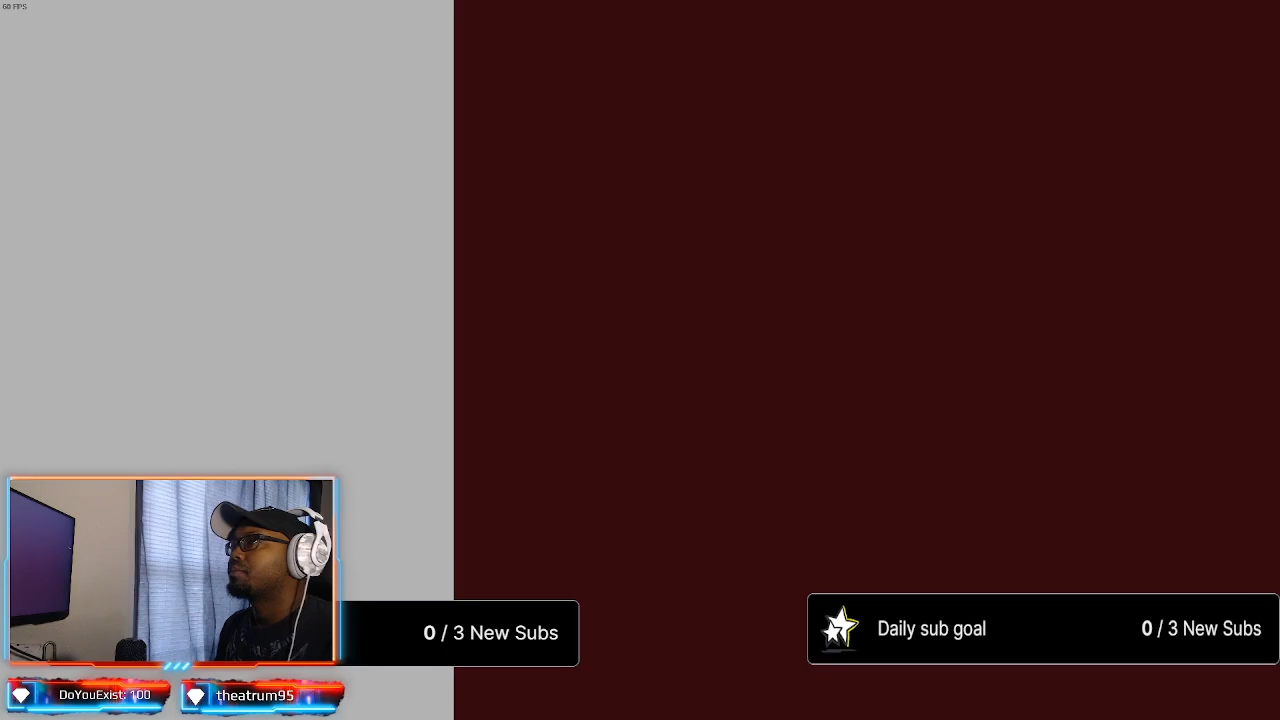 60 FPS
0 / 3 New Subs
Daily sub goal
0 / 3 New Subs
DoYouExist: 100
theatrum95